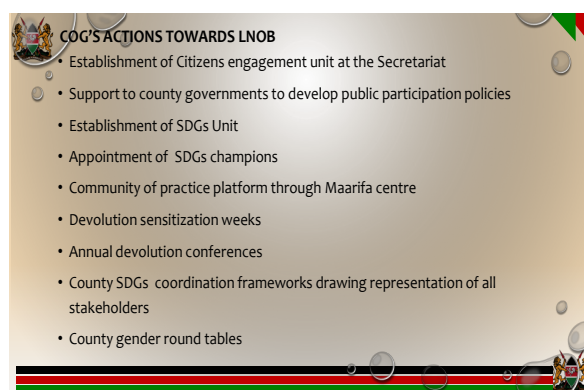 COG'S ACTIONS TOWARDS LNOB
• Establishment of Citizens engagement unit at the Secretariat
• Support to county governments to develop public participation policies
• Establishment of SDGs Unit
• Appointment of SDGs champions
• Community of practice platform through Maarifa centre
• Devolution sensitization weeks
• Annual devolution conferences
• County SDGs coordination frameworks drawing representation of all
stakeholders
• County gender round tables